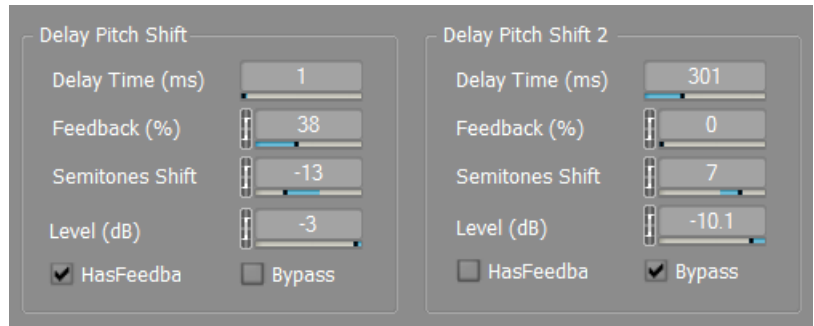 Delay Pitch Shift
Delay Time (ms) 1
Feedback (%) 38
Semitones Shift -13
Level (dB) -3
HasFeedba Bypass
Delay Pitch Shift 2
Delay Time (ms) 301
Feedback (%) 0
Semitones Shift 7
Level (dB) -10.1
HasFeedba Bypass